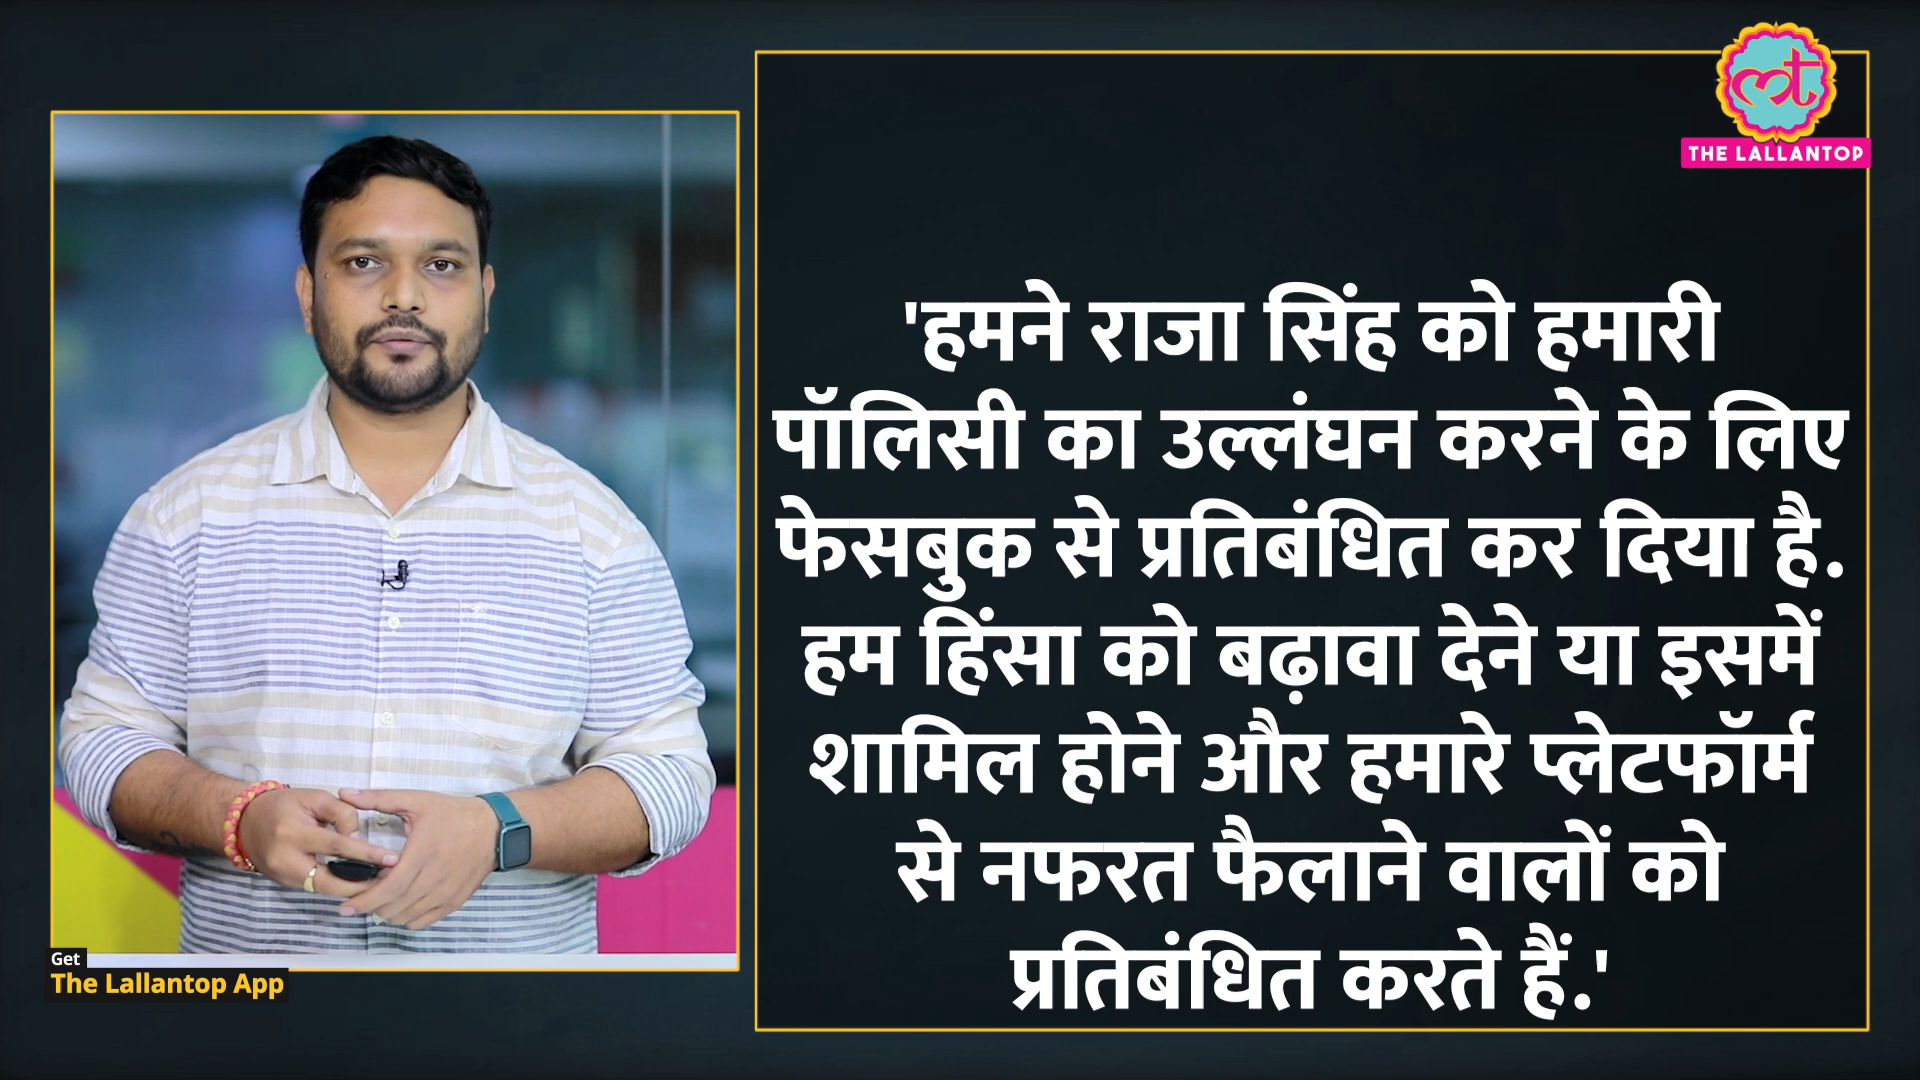 THE LALLANTOP
'हमने राजा सिंह को हमारी
पॉलिसी का उल्लंघन करने के लिए
फेसबुक से प्रतिबंधित कर दिया है.
हम हिंसा को बढ़ावा देने या इसमें
शामिल होने और हमारे प्लेटफॉर्म
से नफरत फैलाने वालों को
प्रतिबंधित करते हैं.'
Get
The Lallantop App